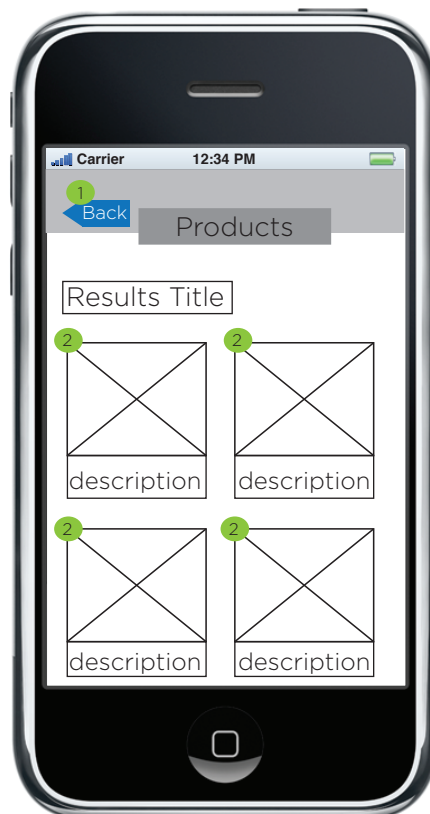 Carrier 12:34 PM
1
Back
Products
Results Title
2 2
description description
2 2
description description